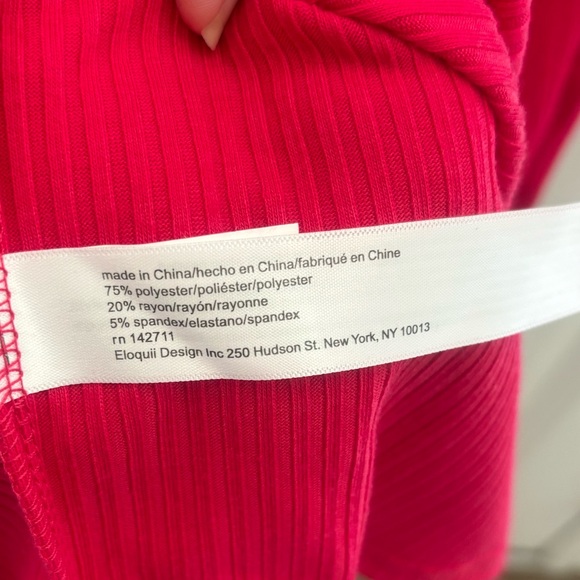 made in China/hecho en China/fabriqué en Chine
75% polyester/poliéster/polyester
20% rayon/rayón/rayonne
5% spandex/elastano/spandex
rn 142711
Eloquii Design Inc 250 Hudson St. New York, NY 10013